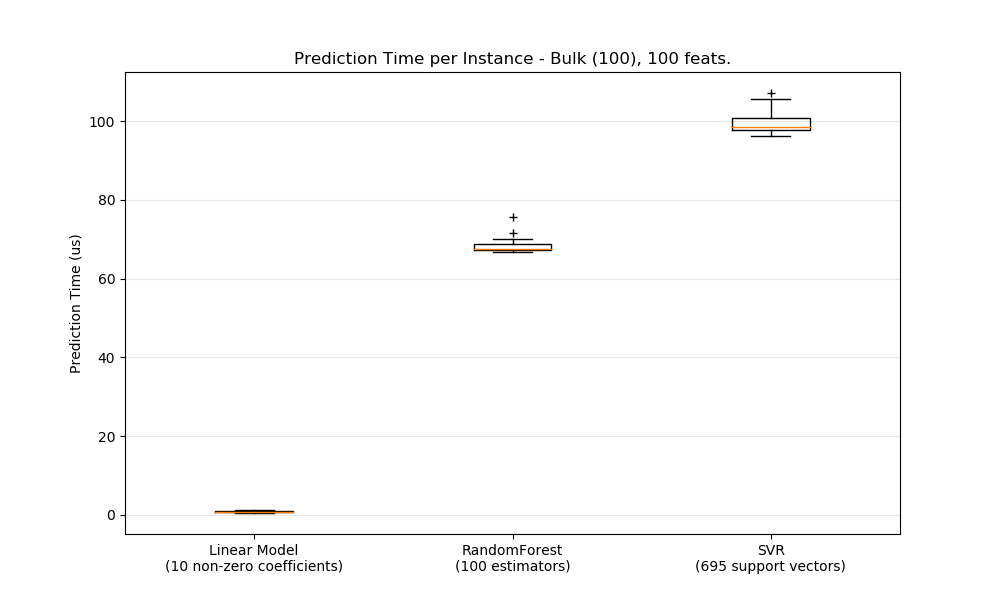 Prediction Time per Instance - Bulk (100), 100 feats.
Prediction Time (us)
100
80
60
40
20
0
Linear Model
(10 non-zero coefficients)
RandomForest
(100 estimators)
SVR
(695 support vectors)